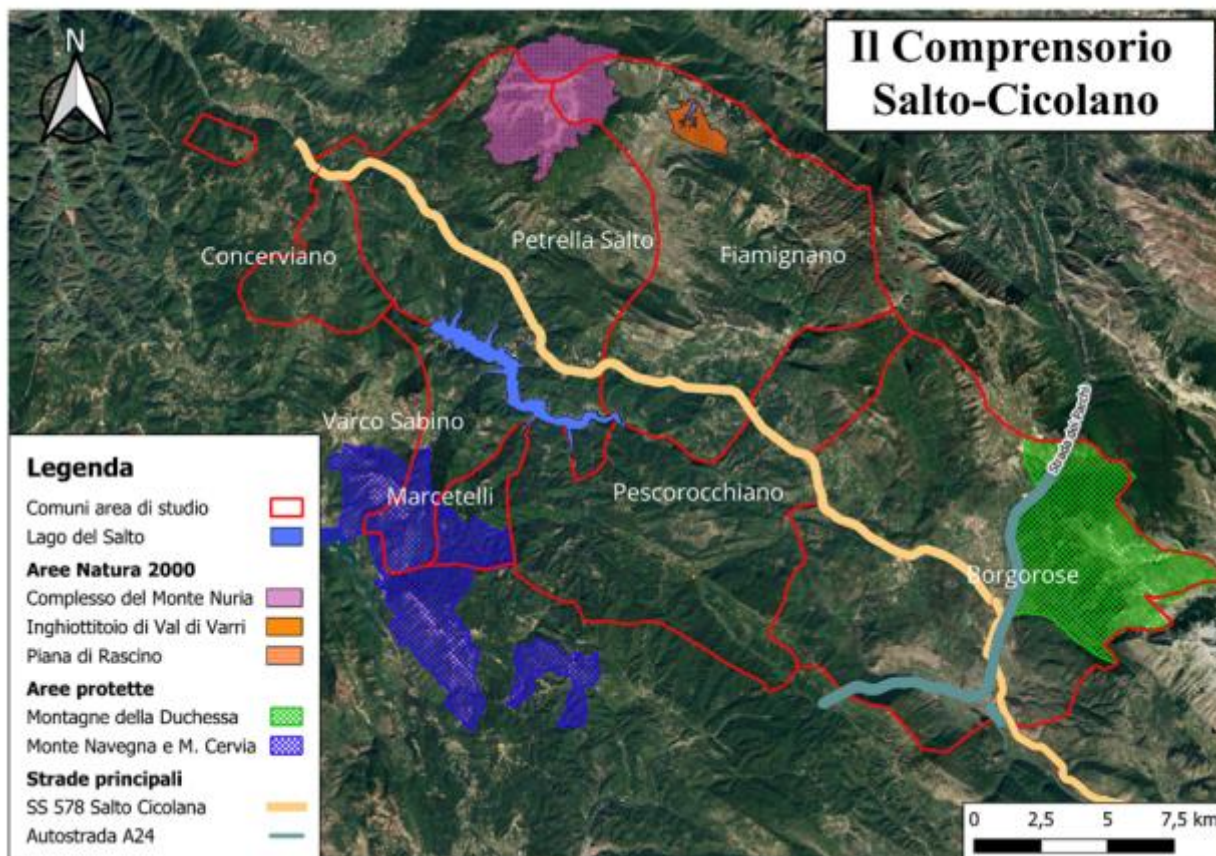 Il Comprensorio
Salto-Cicolano
N
Concerviano
Petrella Salto
Fiamignano
Varco Sabino
Marcetelli
Pescorocchiano
Borgorose
Strada dei Parchi
Legenda
Comuni area di studio
Lago del Salto
Aree Natura 2000
Complesso del Monte Nuria
Inghiottitoio di Val di Varri
Piana di Rascino
Aree protette
Montagne della Duchessa
Monte Navegna e M. Cervia
Strade principali
SS 578 Salto Cicolana
Autostrada A24
0 2,5 5 7,5 km